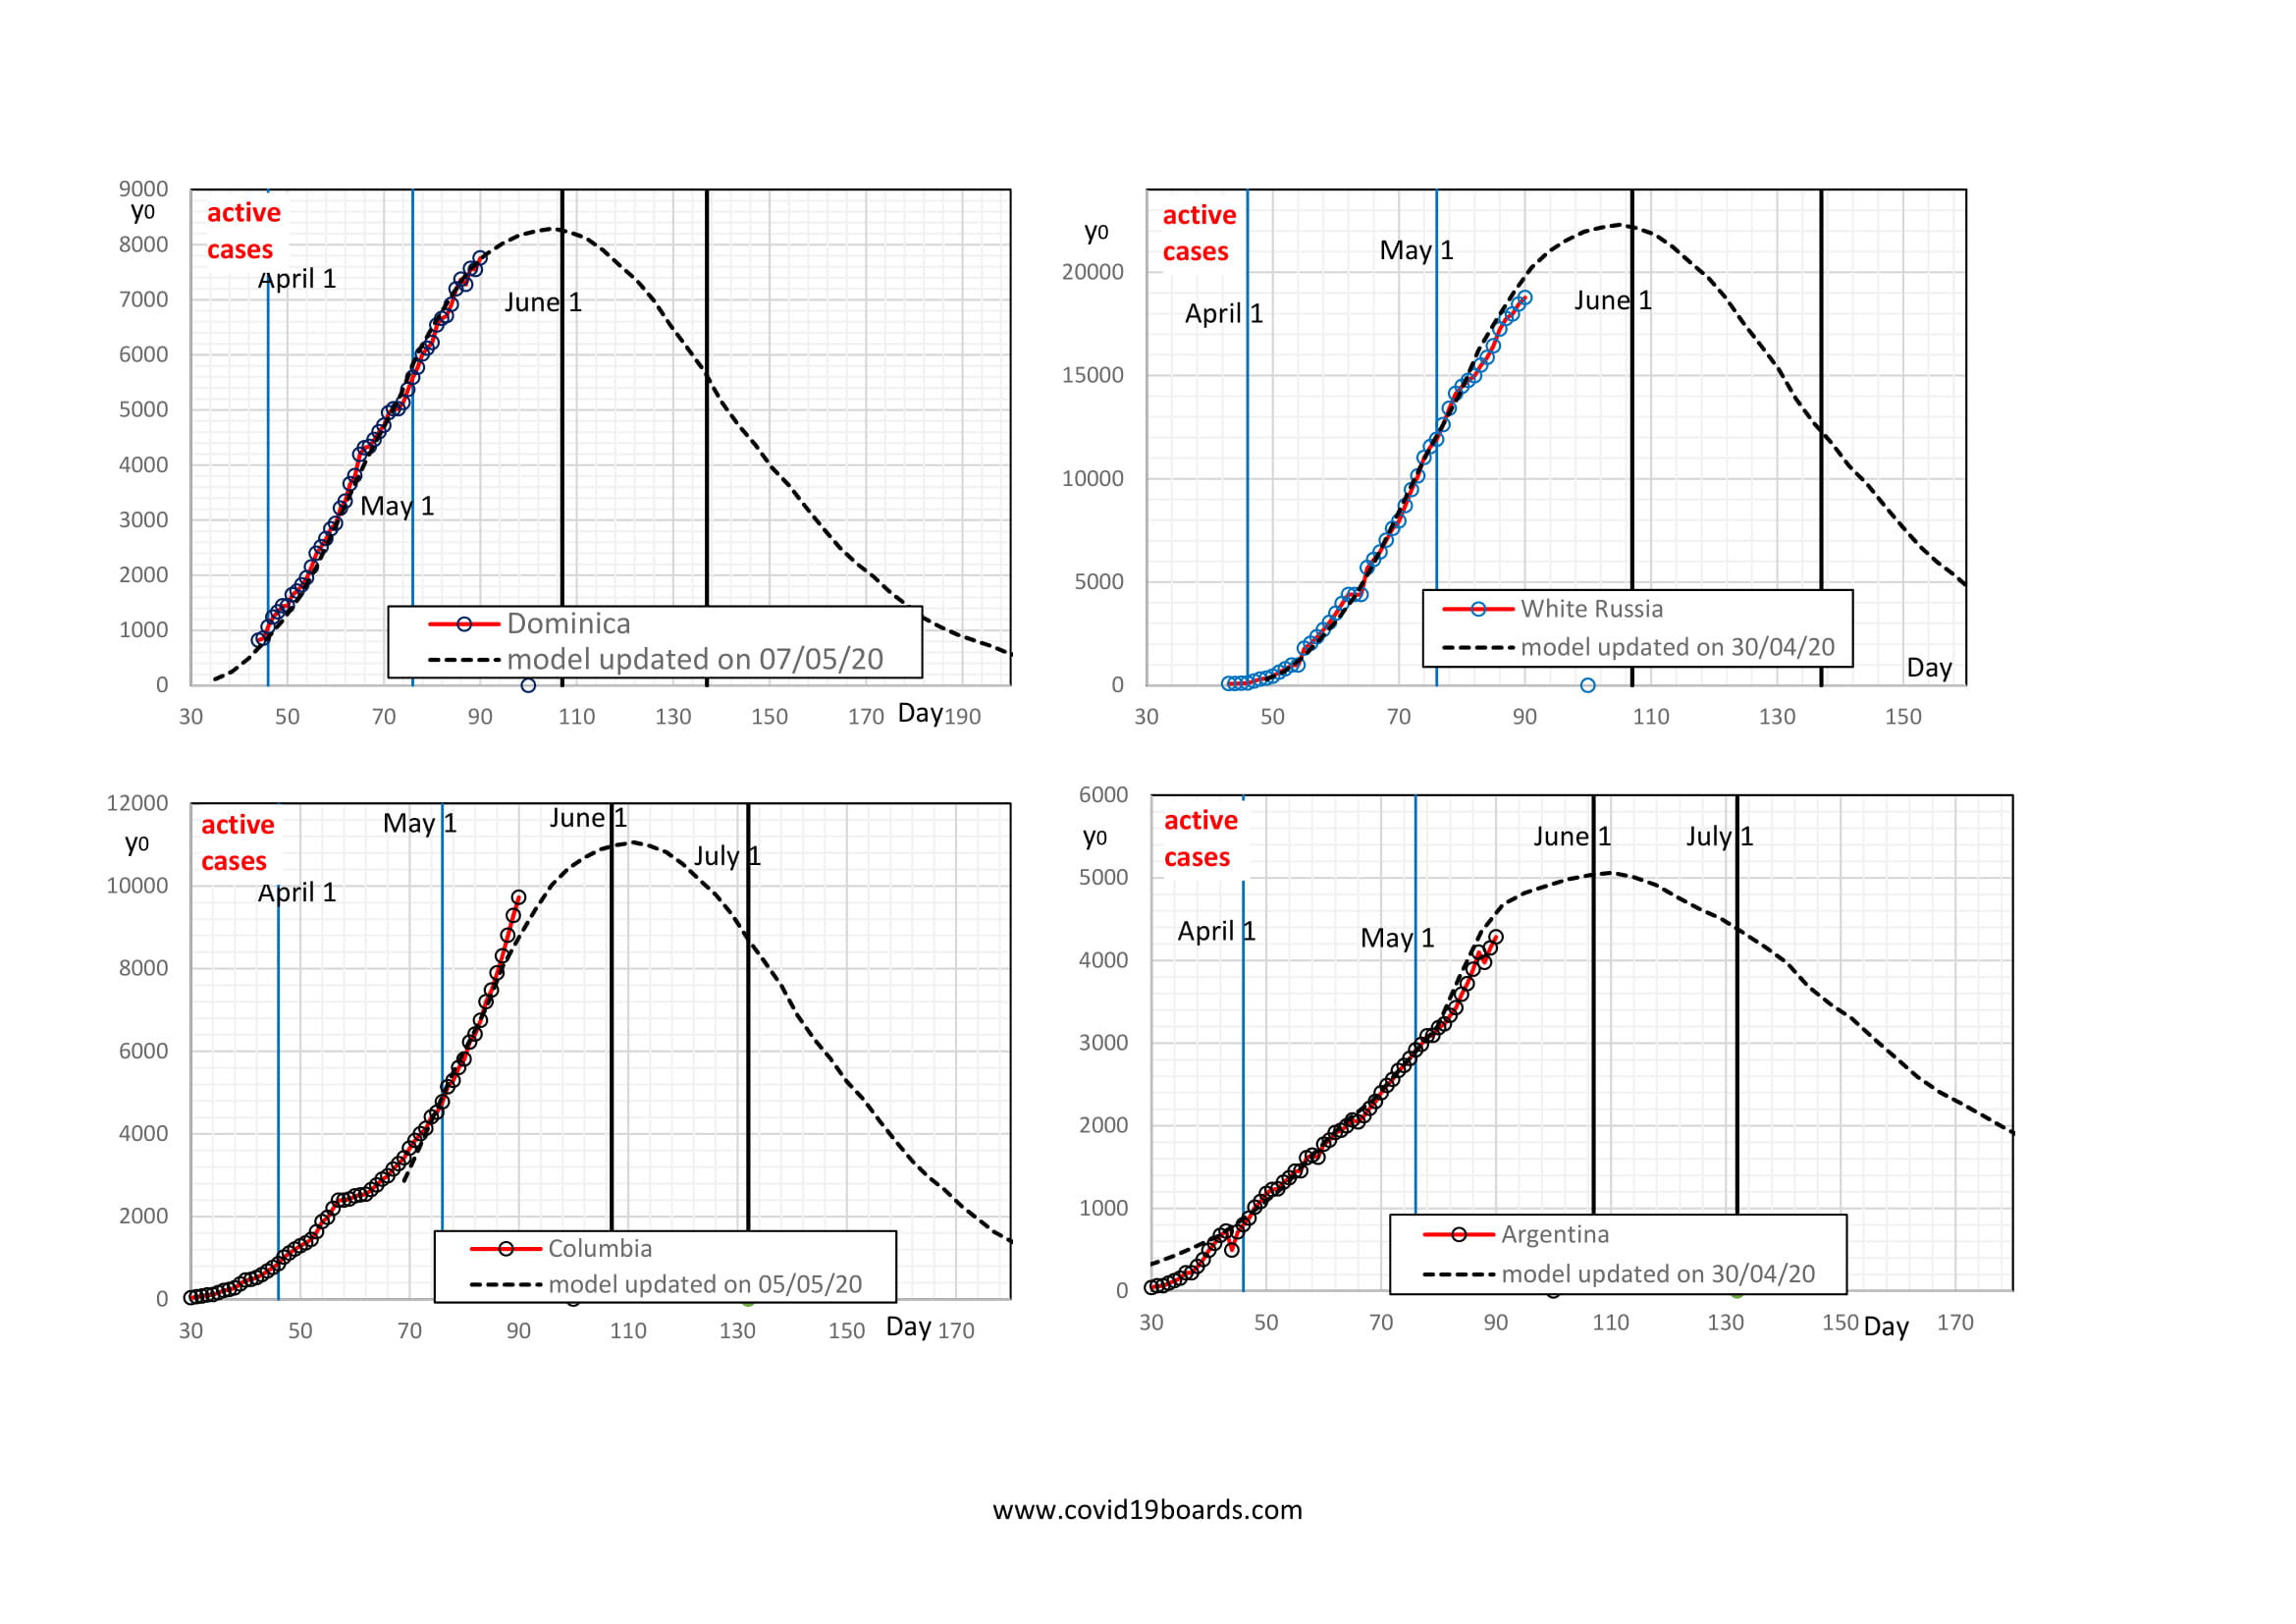 9000
y0
active
cases
April 1
8000
7000
June 1
6000
5000
4000
May 1
3000
2000
1000
0
Dominica
model updated on 07/05/20
30 50 70 90 110 130 150 170 Day 190
active
cases
y0
May 1
20000
April 1
June 1
15000
10000
5000
0
White Russia
model updated on 30/04/20
Day
30 50 70 90 110 130 150
12000
active
cases
y0
May 1
June 1
July 1
10000
April 1
8000
6000
4000
2000
0
Columbia
model updated on 05/05/20
30 50 70 90 110 130 150 Day 170
6000
active
cases
y0
June 1
July 1
5000
April 1
May 1
4000
3000
2000
1000
0
Argentina
model updated on 30/04/20
30 50 70 90 110 130 150 Day 170
www.covid19boards.com